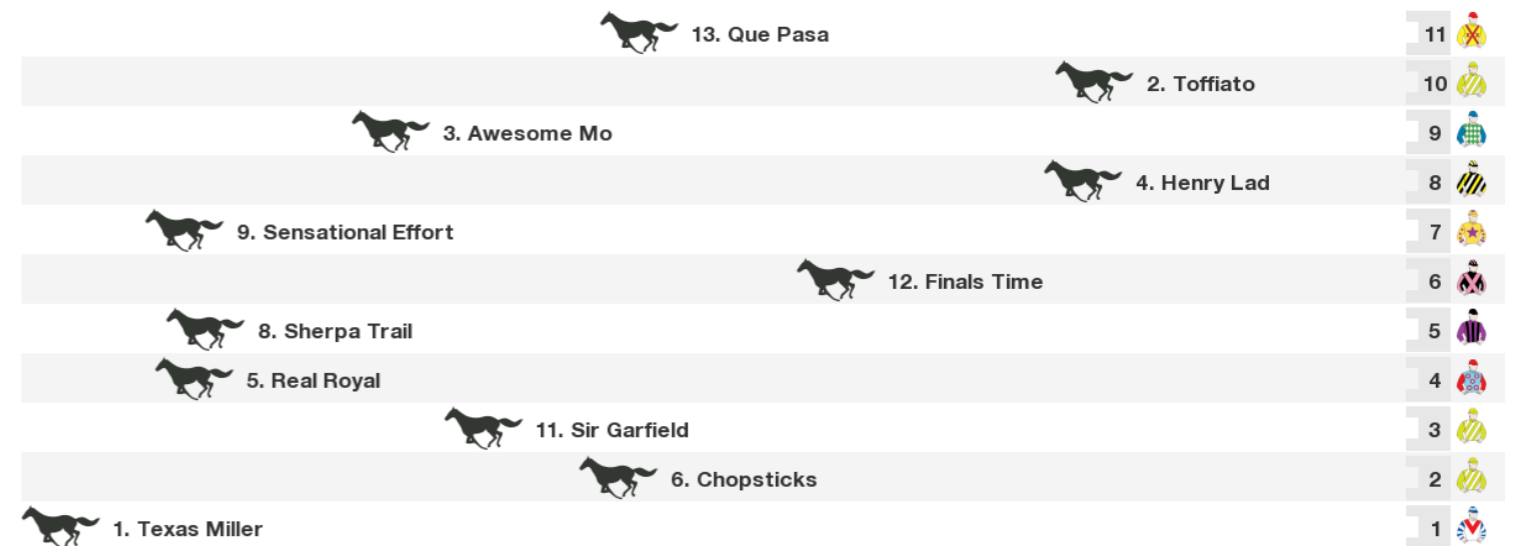 13. Que Pasa 11
2. Toffiato 10
3. Awesome Mo 9
4. Henry Lad 8
9. Sensational Effort 7
12. Finals Time 6
8. Sherpa Trail 5
5. Real Royal 4
11. Sir Garfield 3
6. Chopsticks 2
1. Texas Miller 1